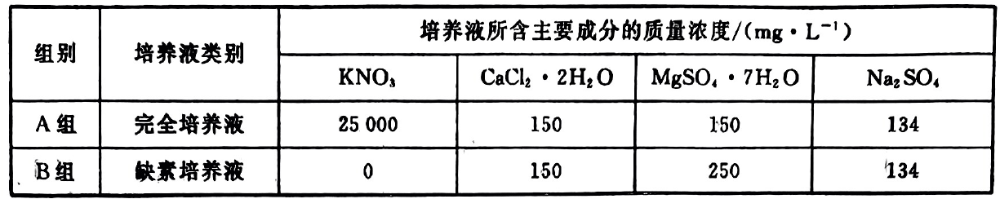 组别 培养液类别 培养液所含主要成分的质量浓度/(mg·L⁻¹)
KNO₃ CaCl₂·2H₂O MgSO₄·7H₂O Na₂SO₄
A组 完全培养液 25 000 150 150 134
B组 缺素培养液 0 150 250 134